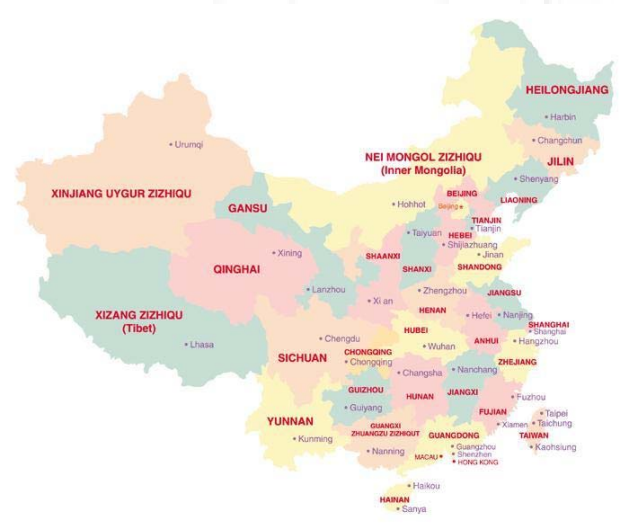 HEILONGJIANG
Harbin
Changchun
JILIN
Urumqi
NEI MONGOL ZIZHIQU
(Inner Mongolia)
Shenyang
XINJIANG UYGUR ZIZHIQU
BEIJING
LIAONING
Beijing
Hohhot
GANSU
TIANJIN
Tianjin
Taiyuan
HEBEI
Shijiazhuang
Xining
SHAANXI
Jinan
QINGHAI
SHANXI
SHANDONG
Lanzhou
Zhengzhou
JIANGSU
Xi an
XIZANG ZIZHIQU
(Tibet)
HENAN
Hefei
Nanjing
SHANGHAI
Shanghai
HUBEI
Chengdu
ANHUI
Hangzhou
Lhasa
CHONGQING
Wuhan
SICHUAN
Chongqing
ZHEJIANG
Changsha
Nanchang
GUIZHOU
HUNAN
JIANGXI
Fuzhou
Guiyang
FUJIAN
Taipei
YUNNAN
GUANGXI
ZHUANGZU ZIZHIQUT
Xiamen
Taichung
Kunming
GUANGDONG
TAIWAN
Guangzhou
Kaohsiung
Nanning
MACAU
Shenzhen
HONG KONG
Haikou
HAINAN
Sanya